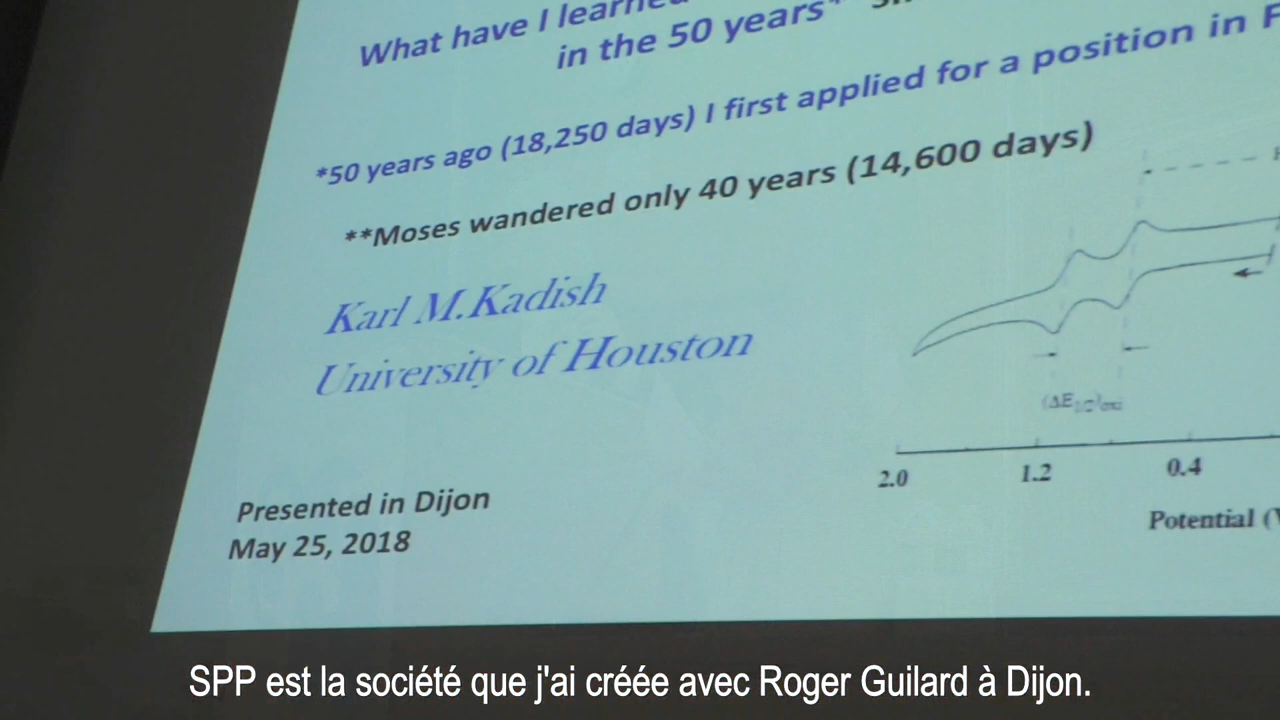 What have I learned
in the 50 years*
*50 years ago (18,250 days) I first applied for a position in F
**Moses wandered only 40 years (14,600 days)
Karl M.Kadish
University of Houston
(ΔE1/2)oxi
2.0 1.2 0.4
Potential (V
Presented in Dijon
May 25, 2018
SPP est la société que j'ai créée avec Roger Guilard à Dijon.